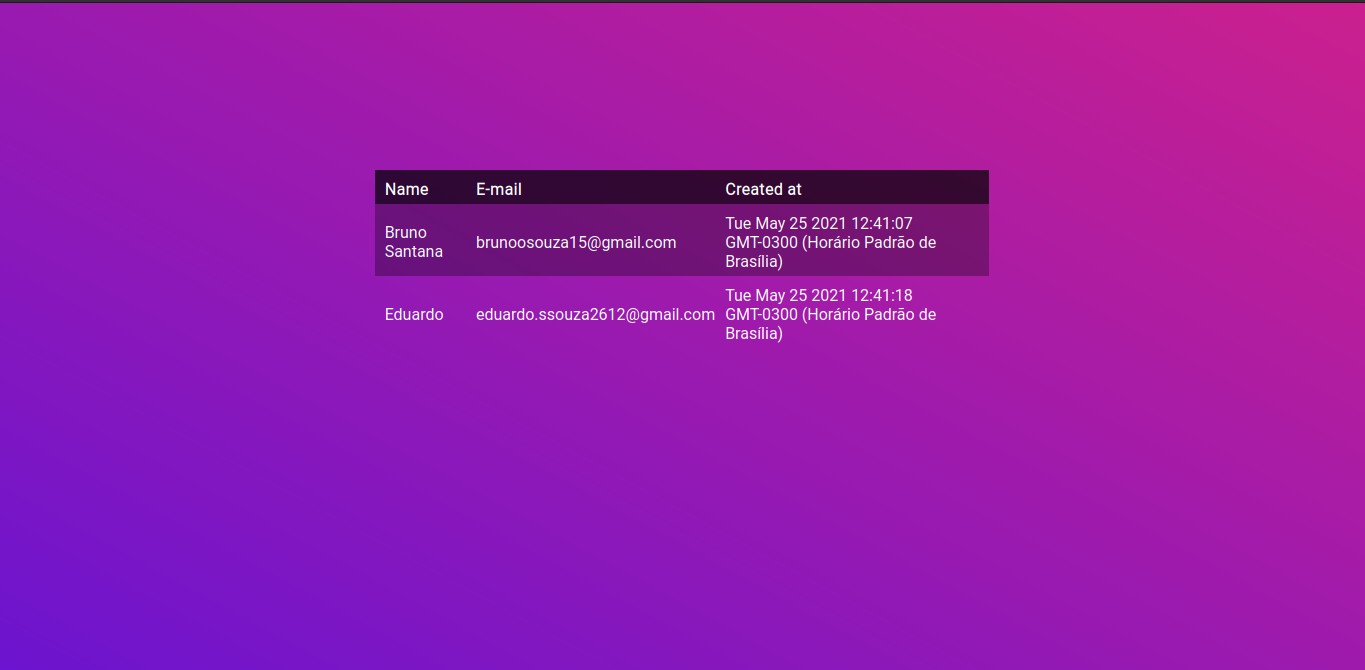 Name E-mail Created at
Bruno Santana brunoosouza15@gmail.com Tue May 25 2021 12:41:07
GMT-0300 (Horário Padrão de
Brasília)
Eduardo eduardo.ssouza2612@gmail.com Tue May 25 2021 12:41:18
GMT-0300 (Horário Padrão de
Brasília)